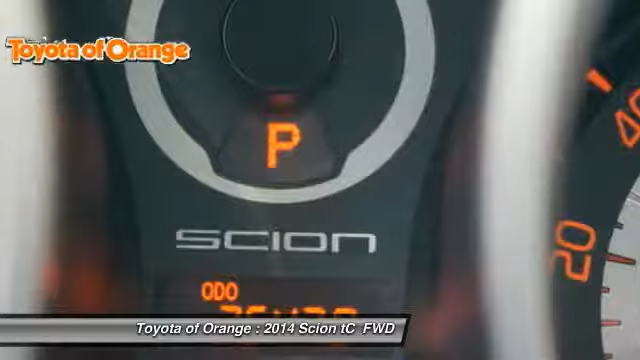 Toyota of Orange
P
SCION
40
20
ODO
Toyota of Orange : 2014 Scion tC FWD